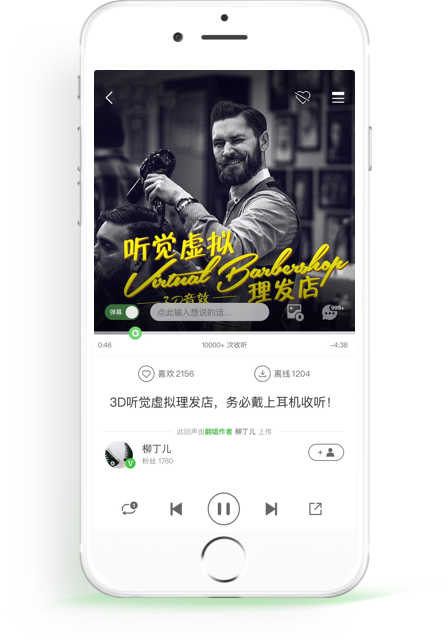 听觉虚拟
Virtual Barbershop
3D音效
理发店
弹幕
点此输入想说的话...
999+
0:46
10000+ 次收听
-4:38
喜欢 2156
离线 1204
3D听觉虚拟理发店，务必戴上耳机收听！
此回声由翻唱作者 柳丁儿 上传
柳丁儿
粉丝 1780
V
+
1